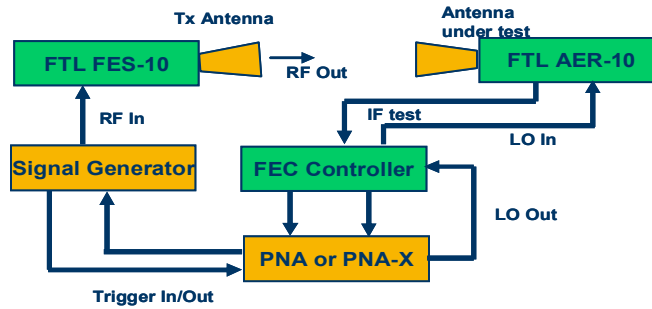 Tx Antenna
Antenna
under test
FTL FES-10
RF Out
FTL AER-10
RF In
IF test
LO In
Signal Generator
FEC Controller
LO Out
PNA or PNA-X
Trigger In/Out